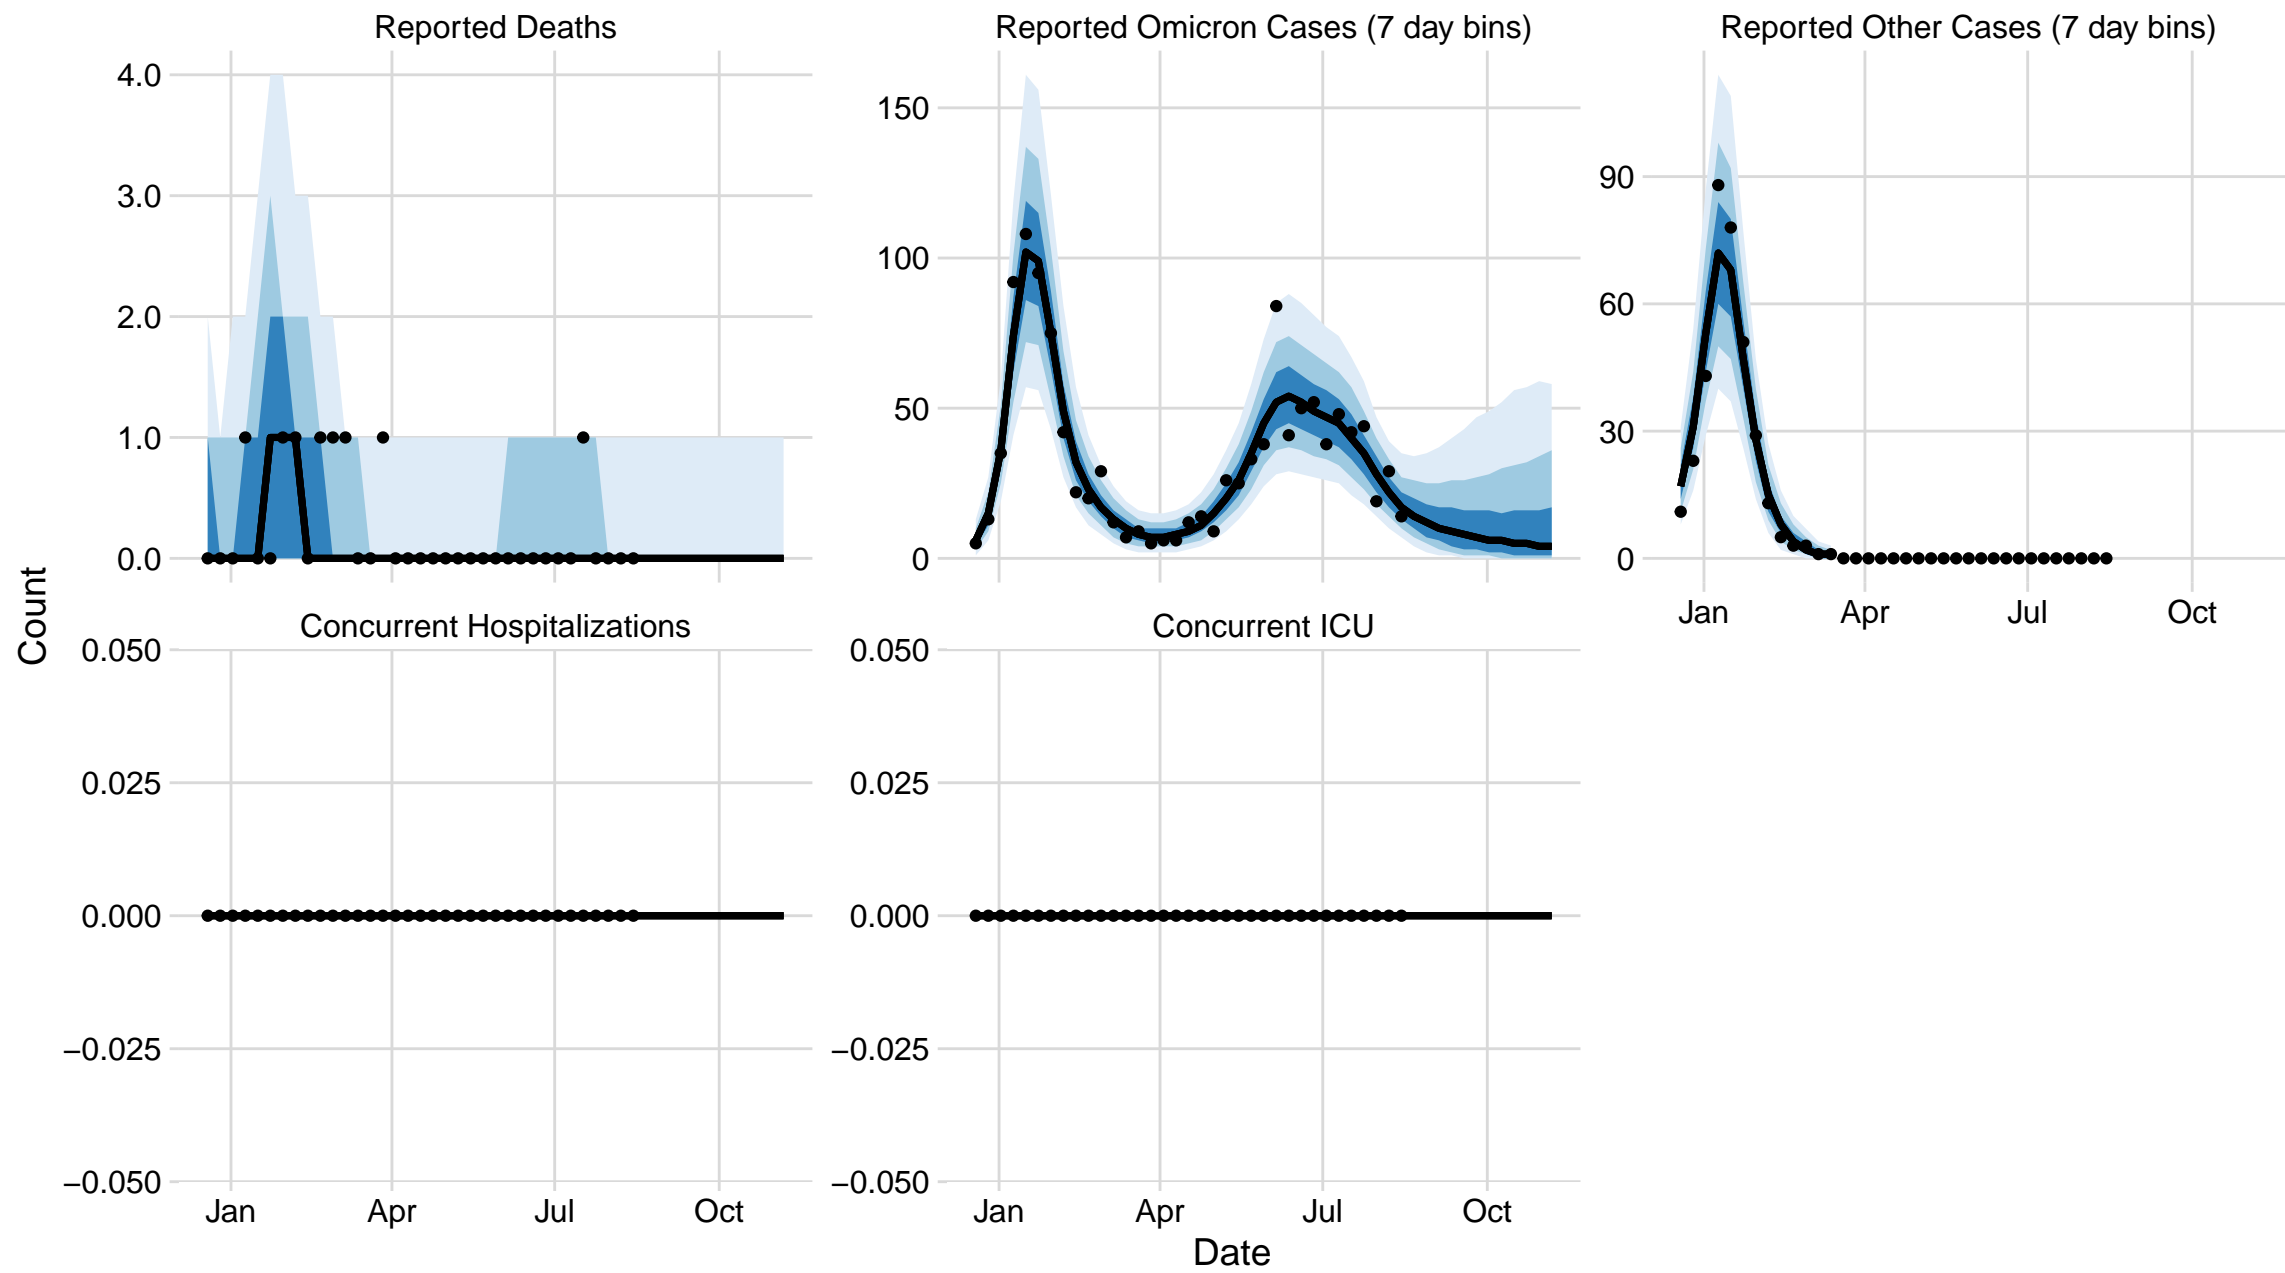 Reported Deaths
Reported Omicron Cases (7 day bins)
Reported Other Cases (7 day bins)
4.0
3.0
2.0
1.0
0.0
150
100
50
0
90
60
30
0
Jan Apr Jul Oct
Count
Concurrent Hospitalizations
Concurrent ICU
0.050
0.025
0.000
−0.025
−0.050
0.050
0.025
0.000
−0.025
−0.050
Jan Apr Jul Oct
Jan Apr Jul Oct
Date